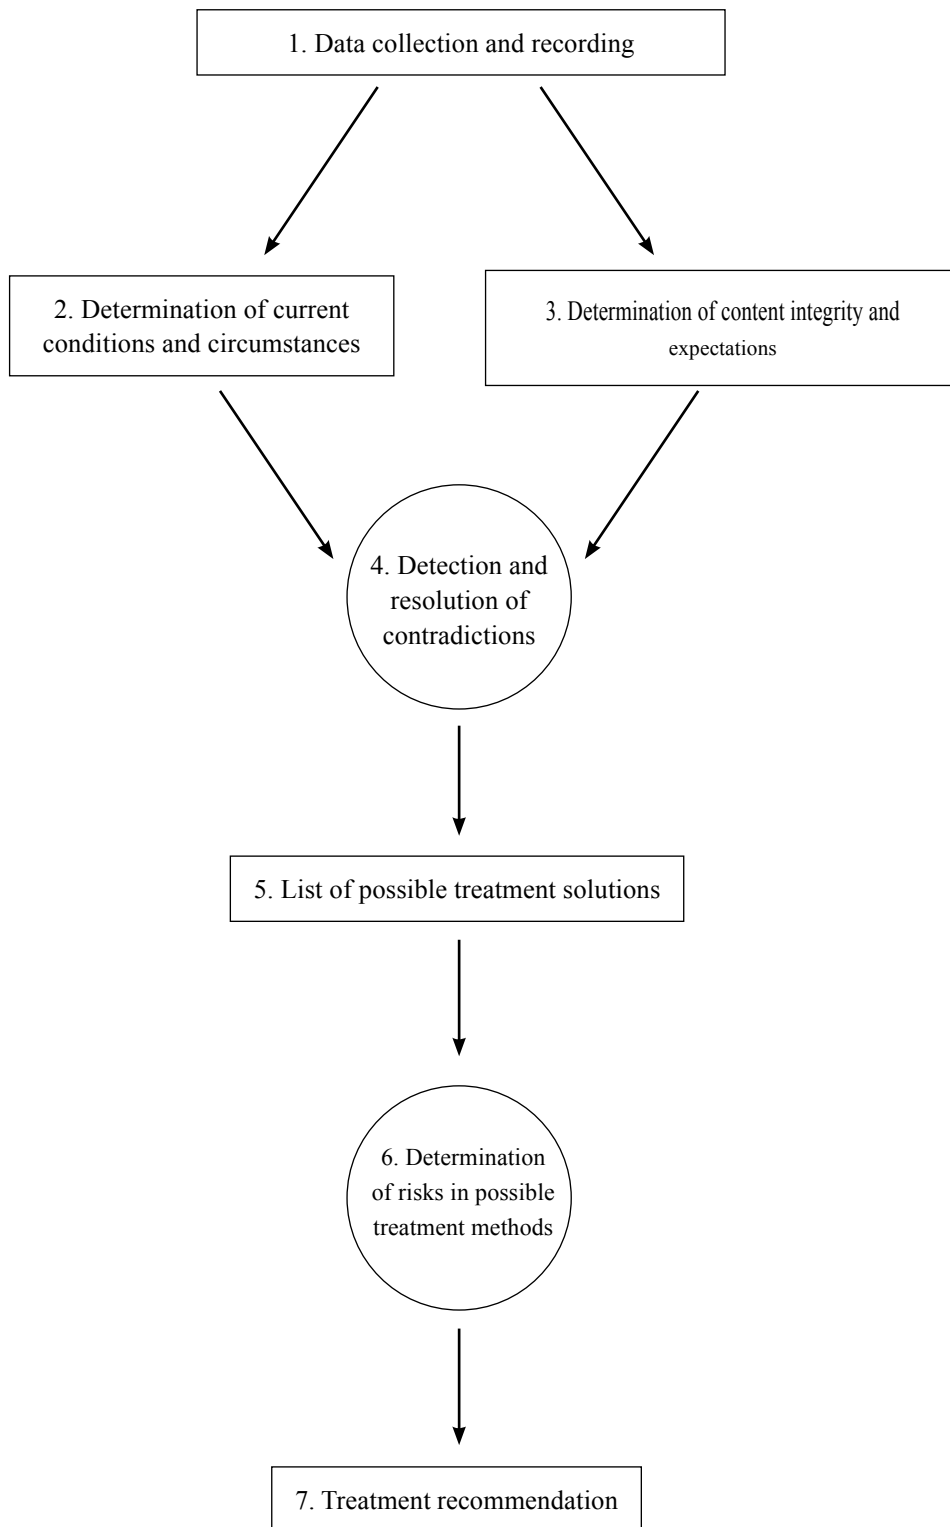 1. Data collection and recording
2. Determination of current
conditions and circumstances
3. Determination of content integrity and
expectations
4. Detection and
resolution of
contradictions
5. List of possible treatment solutions
6. Determination
of risks in possible
treatment methods
7. Treatment recommendation